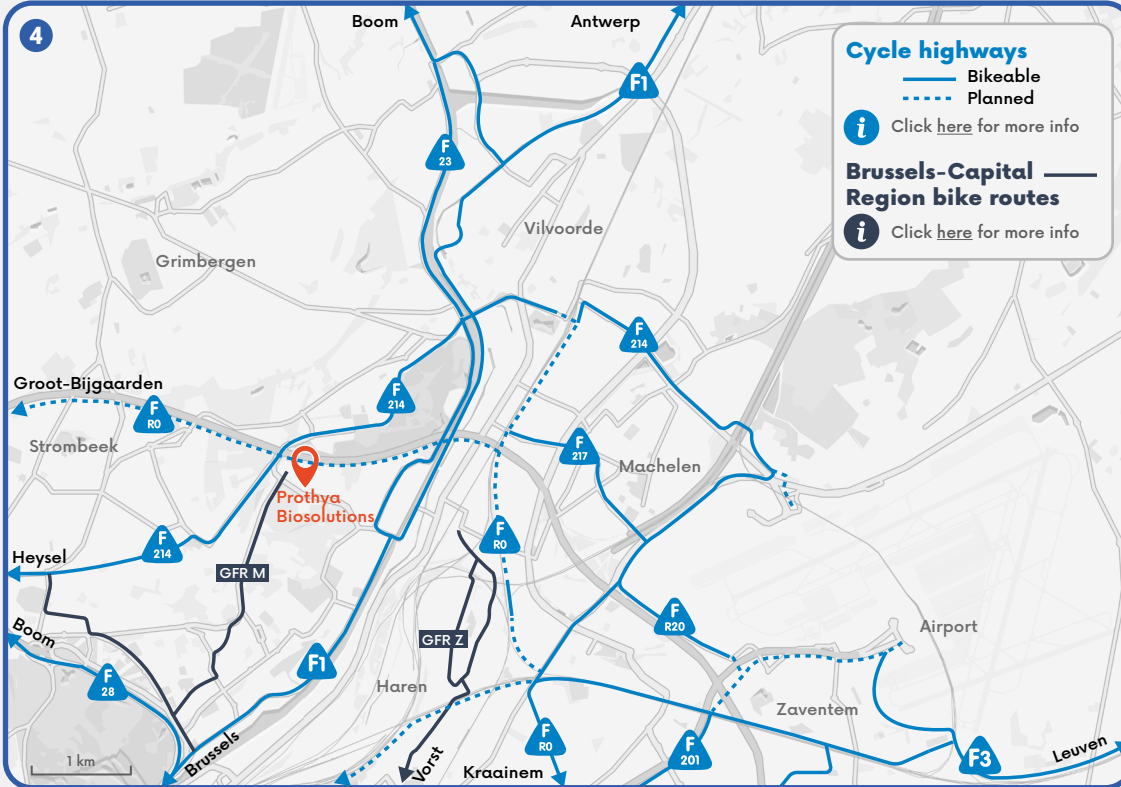 4
Boom
Antwerp
Cycle highways
Bikeable
Planned
i
Click here for more info
Brussels-Capital
Region bike routes
i
Click here for more info
F1
F
23
Vilvoorde
Grimbergen
F
214
Groot-Bijgaarden
F
214
F
R0
Strombeek
F
217
Machelen
Prothya
Biosolutions
F
R0
F
214
Heysel
GFR M
Boom
F
R20
Airport
GFR Z
F1
F
28
Haren
Zaventem
Brussels
F
R0
F
201
F3
Leuven
Vorst
Kraainem
1 km